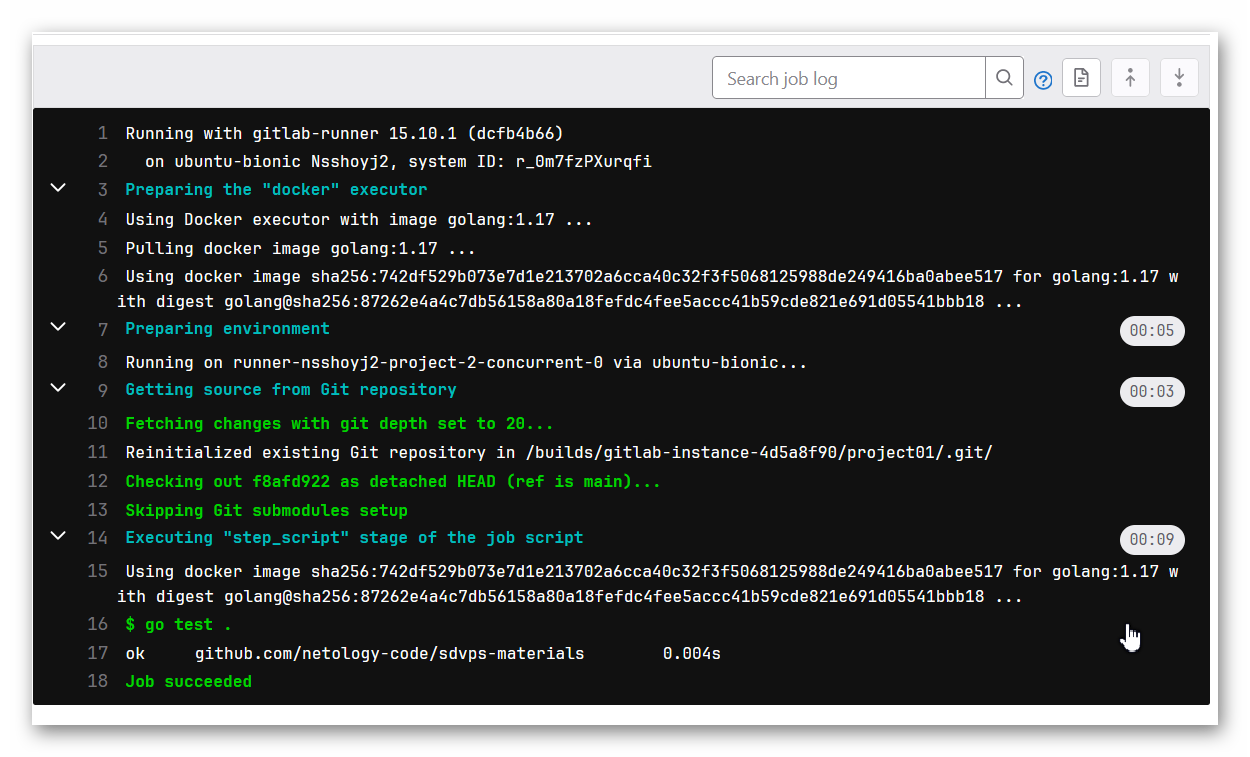 Search job log
1 Running with gitlab-runner 15.10.1 (dcfb4b66)
2 on ubuntu-bionic Nsshoyj2, system ID: r_0m7fzPXurqfi
3 Preparing the "docker" executor
4 Using Docker executor with image golang:1.17 ...
5 Pulling docker image golang:1.17 ...
6 Using docker image sha256:742df529b073e7d1e213702a6cca40c32f3f5068125988de249416ba0abee517 for golang:1.17 w
ith digest golang@sha256:87262e4a4c7db56158a80a18fefdc4fee5accc41b59cde821e691d05541bbb18 ...
7 Preparing environment 00:05
8 Running on runner-nsshoyj2-project-2-concurrent-0 via ubuntu-bionic...
9 Getting source from Git repository 00:03
10 Fetching changes with git depth set to 20...
11 Reinitialized existing Git repository in /builds/gitlab-instance-4d5a8f90/project01/.git/
12 Checking out f8afd922 as detached HEAD (ref is main)...
13 Skipping Git submodules setup
14 Executing "step_script" stage of the job script 00:09
15 Using docker image sha256:742df529b073e7d1e213702a6cca40c32f3f5068125988de249416ba0abee517 for golang:1.17 w
ith digest golang@sha256:87262e4a4c7db56158a80a18fefdc4fee5accc41b59cde821e691d05541bbb18 ...
16 $ go test .
17 ok github.com/netology-code/sdvps-materials 0.004s
18 Job succeeded